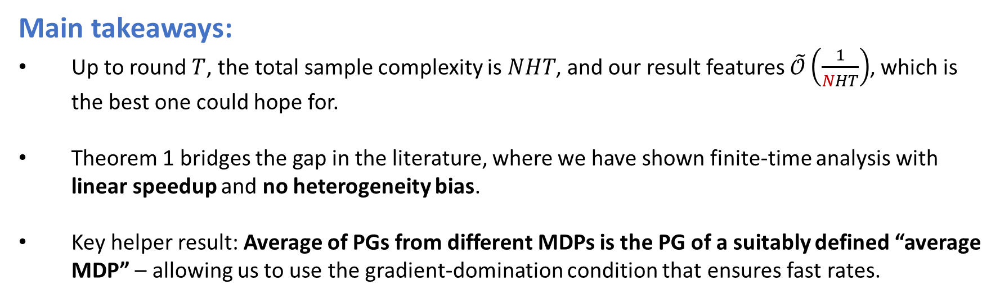 Main takeaways:
• Up to round T, the total sample complexity is NHT, and our result features Õ(1/NHT), which is
the best one could hope for.
• Theorem 1 bridges the gap in the literature, where we have shown finite-time analysis with
linear speedup and no heterogeneity bias.
• Key helper result: Average of PGs from different MDPs is the PG of a suitably defined “average
MDP” – allowing us to use the gradient-domination condition that ensures fast rates.